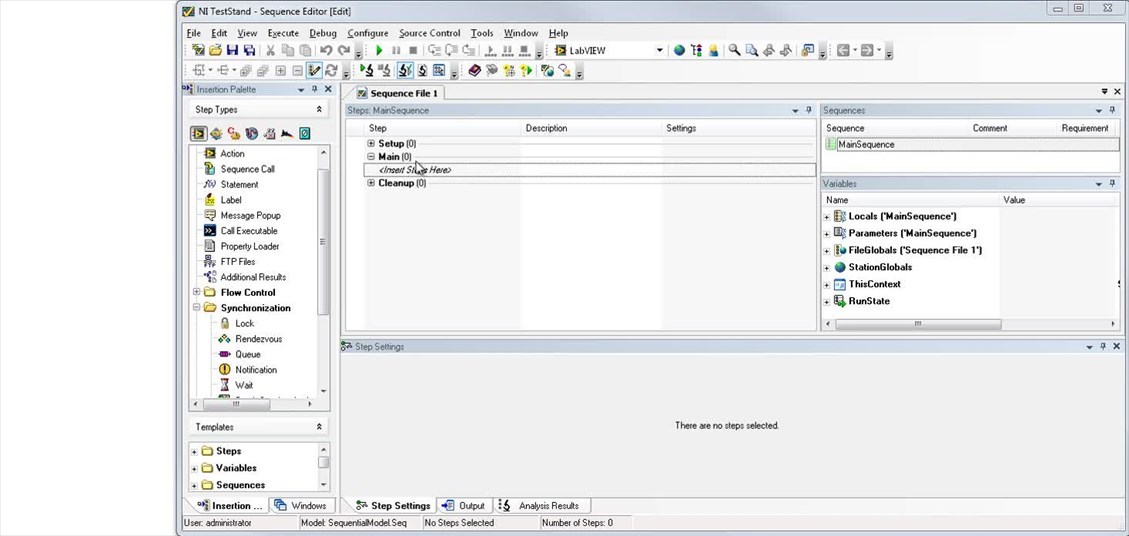 NI TestStand - Sequence Editor [Edit]
File Edit View Execute Debug Configure Source Control Tools Window Help
LabVIEW
Insertion Palette
Step Types
Action
Sequence Call
Statement
Label
Message Popup
Call Executable
Property Loader
FTP Files
Additional Results
Flow Control
Synchronization
Lock
Rendezvous
Queue
Notification
Wait
Templates
Steps
Variables
Sequences
Insertion ... Windows
Sequence File 1
Steps: MainSequence
Step Description Settings
Setup (0)
Main (0)
<Insert Here>
Cleanup (0)
Sequences
Sequence Comment Requirement
MainSequence
Variables
Name Value
Locals ('MainSequence')
Parameters ('MainSequence')
FileGlobals ('Sequence File 1')
StationGlobals
ThisContext
RunState
Step Settings
There are no steps selected.
Step Settings Output Analysis Results
User: administrator Model: SequentialModel.Seq No Steps Selected Number of Steps: 0